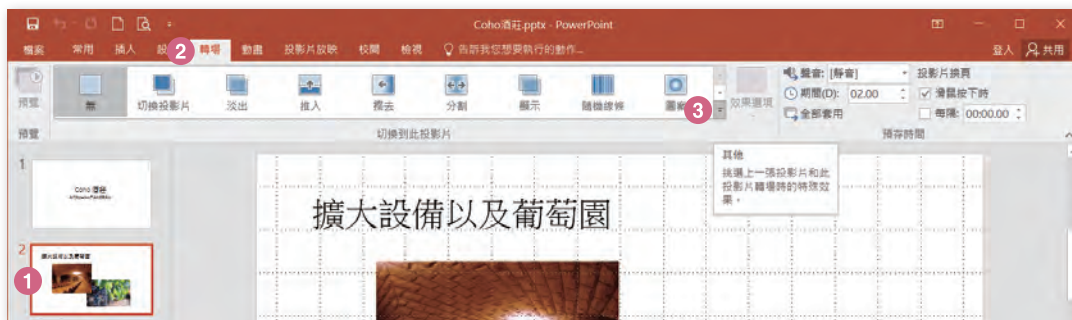 Coho酒莊.pptx - PowerPoint
檔案 常用 插入 設 2 轉場 動畫 投影片放映 校閱 檢視 告訴我您想要執行的動作... 登入 共用
預覽
無 切換投影片 淡出 推入 擦去 分割 顯示 隨機線條 圖 3 效果選項
聲音: [靜音] 投影片換頁
期間(D): 02.00 滑鼠按下時
全部套用 每隔: 00:00.00
預覽 切換到此投影片 預存時間
其他
挑選上一張投影片和此
投影片轉場時的特殊效
果。
1
Coho 酒莊
2
擴大設備以及葡萄園
1
擴大設備以及葡萄園